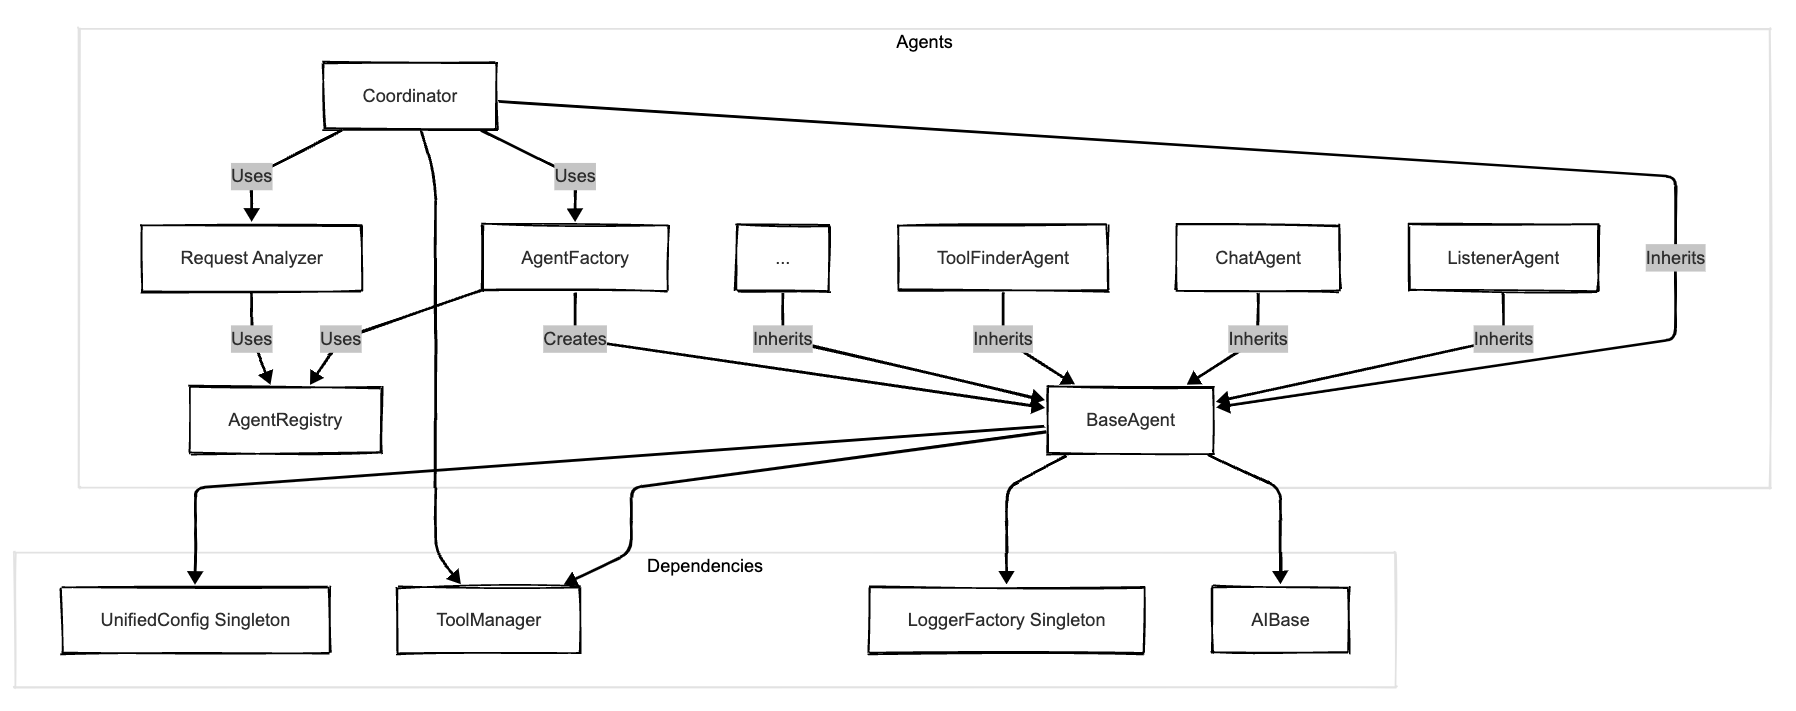 Agents
Coordinator
Uses
Uses
Request Analyzer
AgentFactory
...
ToolFinderAgent
ChatAgent
ListenerAgent
Inherits
Uses
Uses
Creates
Inherits
Inherits
Inherits
Inherits
AgentRegistry
BaseAgent
Dependencies
UnifiedConfig Singleton
ToolManager
LoggerFactory Singleton
AIBase